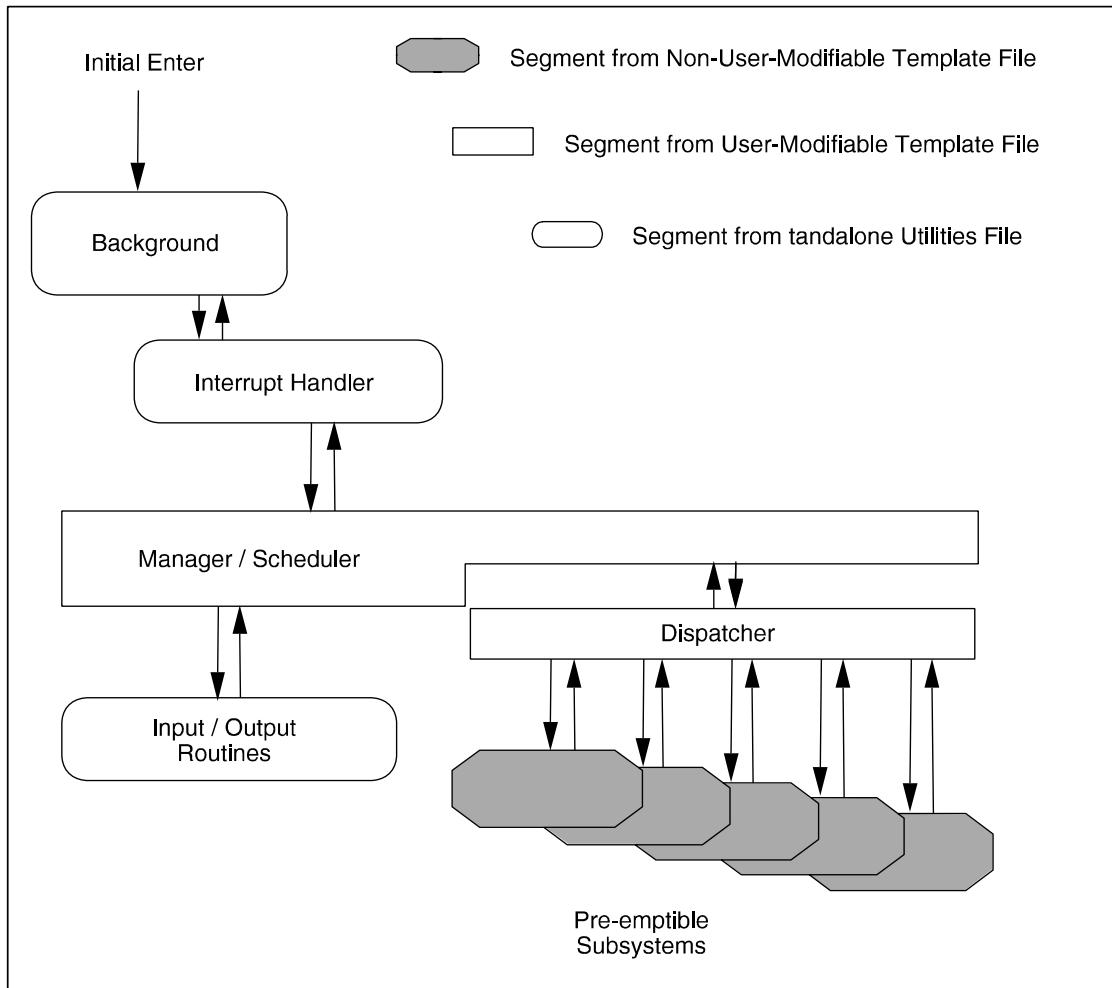 Initial Enter
Segment from Non-User-Modifiable Template File
Segment from User-Modifiable Template File
Segment from tandalone Utilities File
Background
Interrupt Handler
Manager / Scheduler
Dispatcher
Input / Output
Routines
Pre-emptible
Subsystems